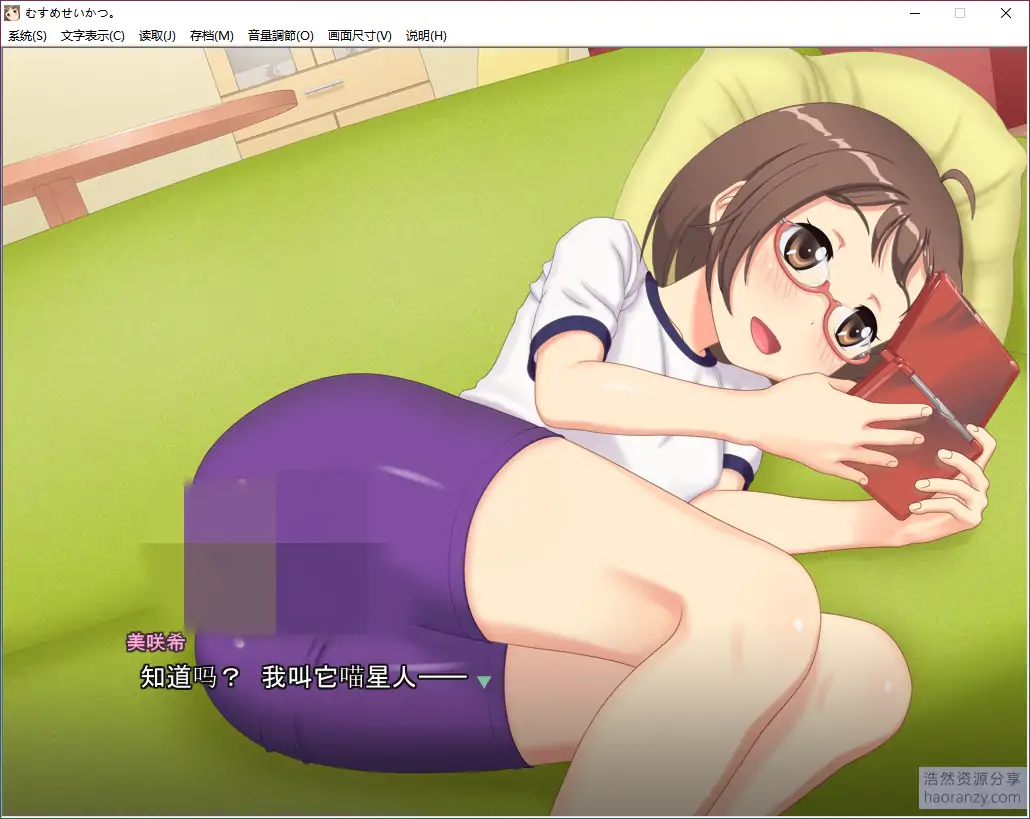 むすめせいかつ。
系统(S) 文字表示(C) 读取(J) 存档(M) 音量調節(O) 画面尺寸(V) 说明(H)
美咲希
知道吗？ 我叫它喵星人——
浩然资源分享
haoranzy.com